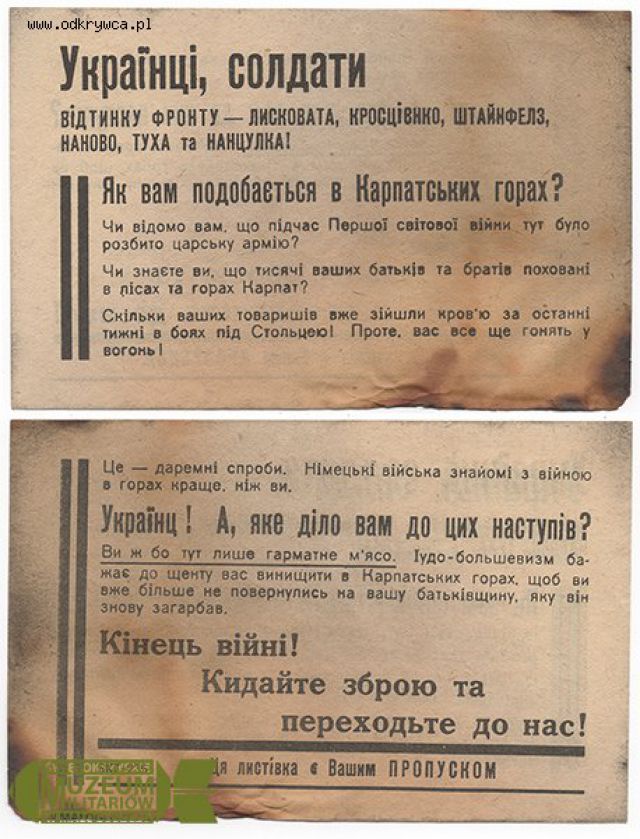 www.odkrywca.pl
Українці, солдати
ВІДТИНКУ ФРОНТУ — ЛИСКОВАТА, КРОСЦІЄНКО, ШТАЙНФЕЛЗ,
НАНОВО, ТУХА та НАНЦУЛКА!
Як вам подобається в Карпатських горах?
Чи відомо вам, що підчас Першої світової війни тут було
розбито царську армію?
Чи знаєте ви, що тисячі ваших батьків та братів поховані
в лісах та горах Карпат?
Скільки ваших товаришів вже зійшли кров'ю за останні
тижні в боях під Стольцею! Проте, вас все ще гонять у
вогонь!
Це — даремні спроби. Німецькі війська знайомі з війною
в горах краще, ніж ви.
Українц ! А, яке діло вам до цих наступів?
Ви ж бо тут лише гарматне м'ясо. Іудо-большевизм ба-
жає до щенту вас винищити в Карпатських горах, щоб ви
вже більше не повернулись на вашу батьківщину, яку він
знову загарбав.
Кінець війні!
Кидайте зброю та
переходьте до нас!
Ця листівка є Вашим ПРОПУСКОМ
MUZEUM
MILITARIÓW